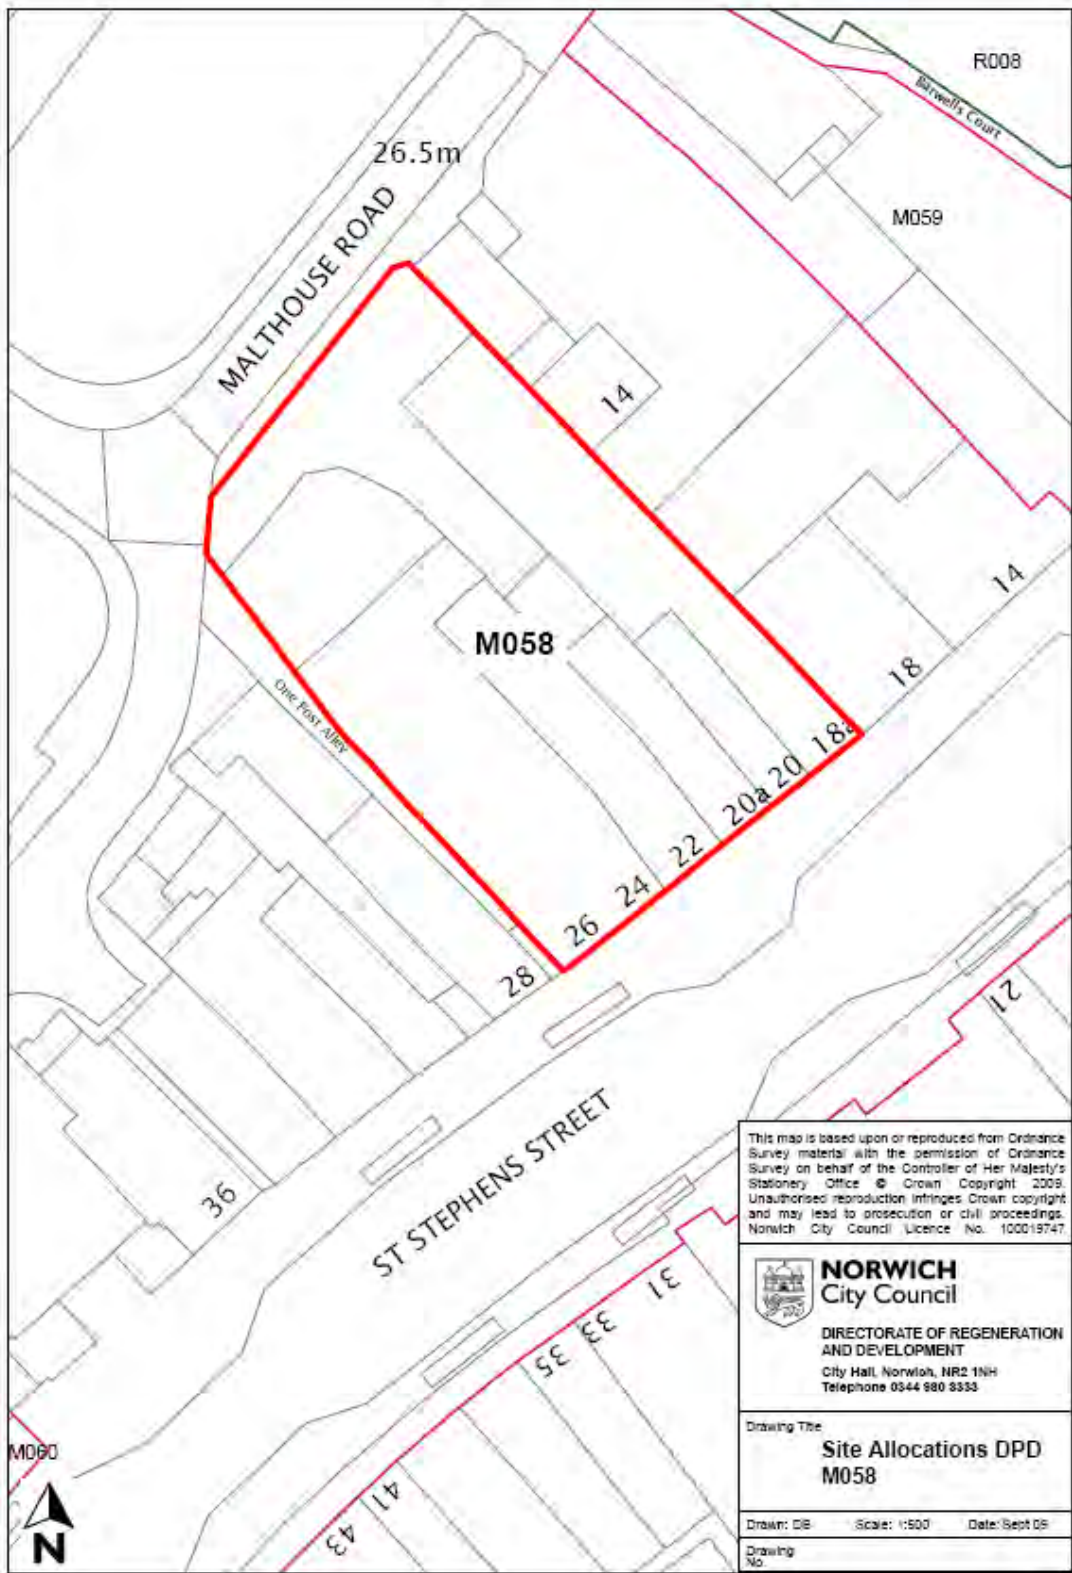 R008
Barwells Court
26.5m
M059
MALTHOUSE ROAD
14
14
M058
18
One Post Alley
18a
20
20a
22
24
26
28
21
ST STEPHENS STREET
36
31
33
35
M060
41
43
N
This map is based upon or reproduced from Ordnance
Survey material with the permission of Ordnance
Survey on behalf of the Controller of Her Majesty's
Stationery Office © Crown Copyright 2009.
Unauthorised reproduction infringes Crown copyright
and may lead to prosecution or civil proceedings.
Norwich City Council Licence No. 100019747
NORWICH
City Council
DIRECTORATE OF REGENERATION
AND DEVELOPMENT
City Hall, Norwich, NR2 1NH
Telephone 0344 980 3333
Drawing Title
Site Allocations DPD
M058
Drawn: DB Scale: 1:500 Date: Sept 09
Drawing
No.